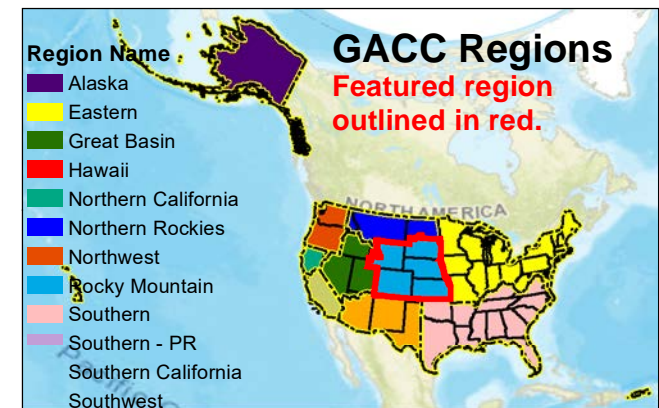 GACC Regions
Featured region
outlined in red.
Region Name
Alaska
Eastern
Great Basin
Hawaii
Northern California
Northern Rockies
Northwest
Rocky Mountain
Southern
Southern - PR
Southern California
Southwest
NORTH AMERICA